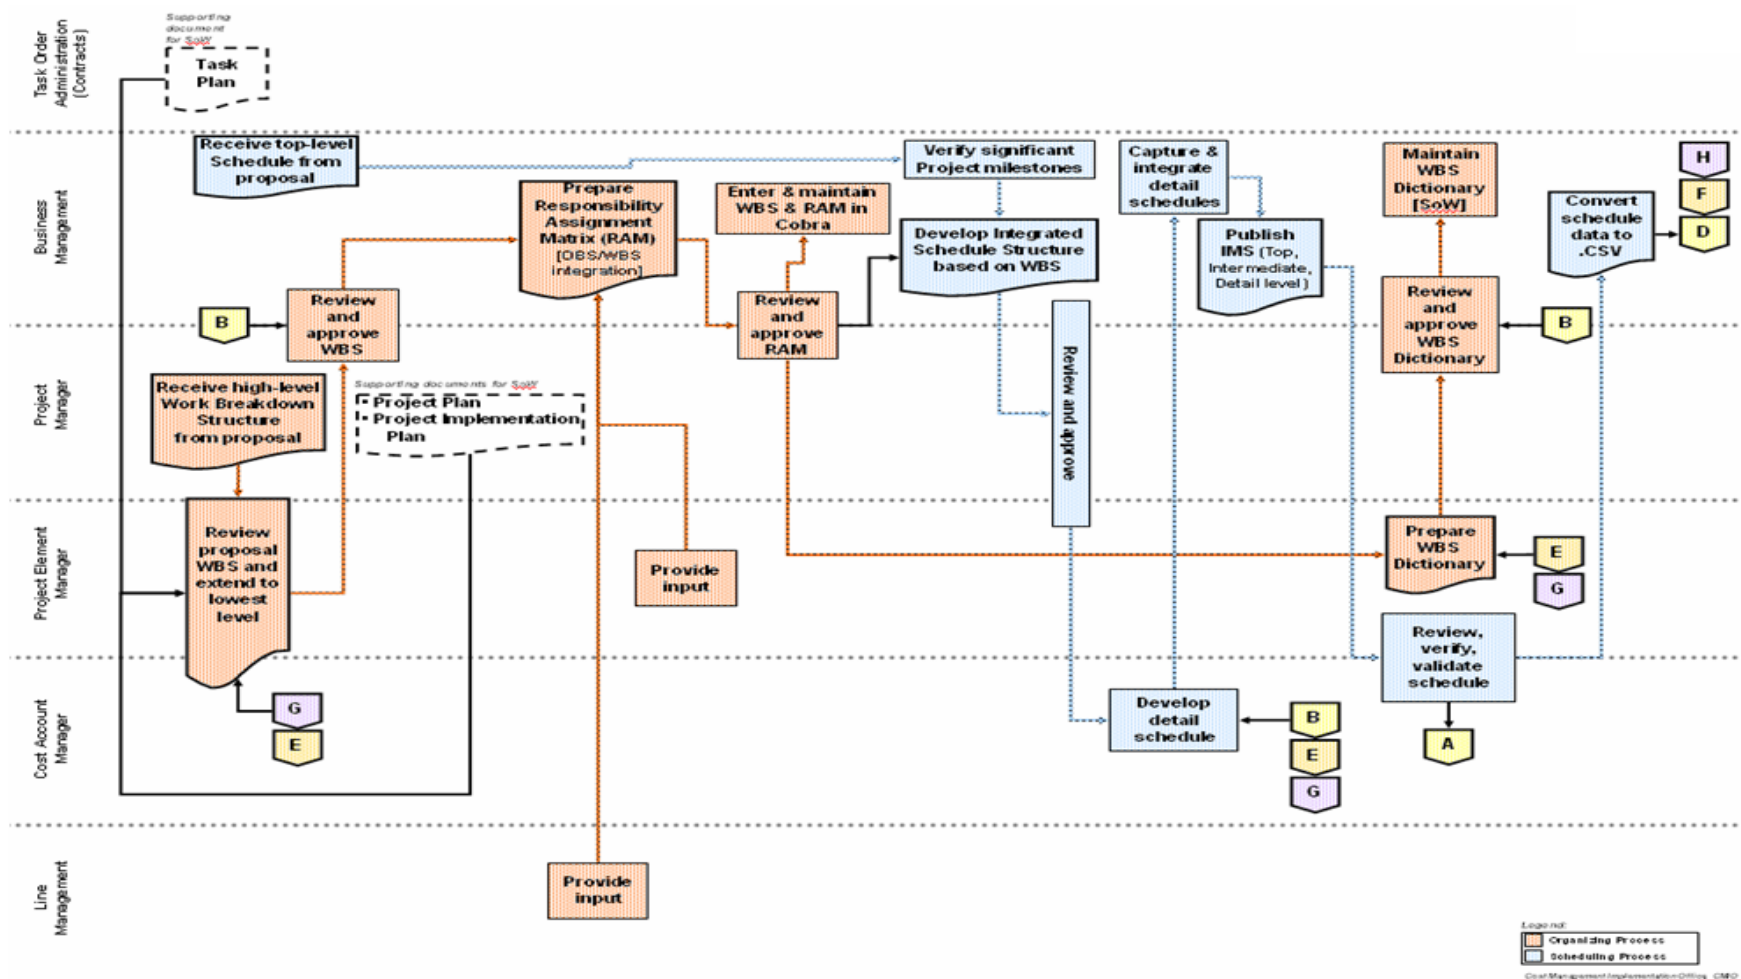 Supporting
document
for SoW
Task
Plan
Task Order
Administration
(Contracts)
Receive top-level
Schedule from
proposal
Verify significant
Project milestones
Capture &
integrate
detail
schedules
Maintain
WBS
Dictionary
[SoW]
H
F
D
Business
Management
Prepare
Responsibility
Assignment
Matrix (RAM)
[OBS/WBS
integration]
Enter & maintain
WBS & RAM in
Cobra
Develop Integrated
Schedule Structure
based on WBS
Publish
IMS (Top,
Intermediate,
Detail level)
Convert
schedule
data to
.CSV
B
Review
and
approve
WBS
Review
and
approve
RAM
Review
and
approve
WBS
Dictionary
B
Project
Manager
Receive high-level
Work Breakdown
Structure
from proposal
Supporting documents for SoW
• Project Plan
• Project Implementation
Plan
Review and approve
Project Element
Manager
Review
proposal
WBS and
extend to
lowest
level
Provide
input
Prepare
WBS
Dictionary
E
G
Review,
verify,
validate
schedule
Cost Account
Manager
G
E
Develop
detail
schedule
B
E
G
A
Line
Management
Provide
input
Legend:
Organizing Process
Scheduling Process
Cost Management Implementation Office, CMO